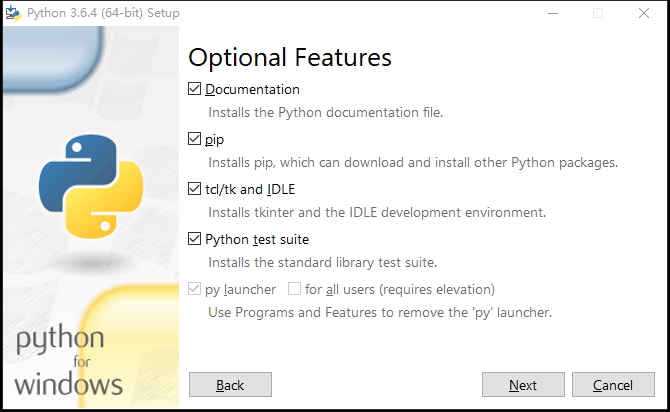 Python 3.6.4 (64-bit) Setup
Optional Features
Documentation
Installs the Python documentation file.
pip
Installs pip, which can download and install other Python packages.
tcl/tk and IDLE
Installs tkinter and the IDLE development environment.
Python test suite
Installs the standard library test suite.
py launcher for all users (requires elevation)
Use Programs and Features to remove the 'py' launcher.
python
for
windows
Back Next Cancel